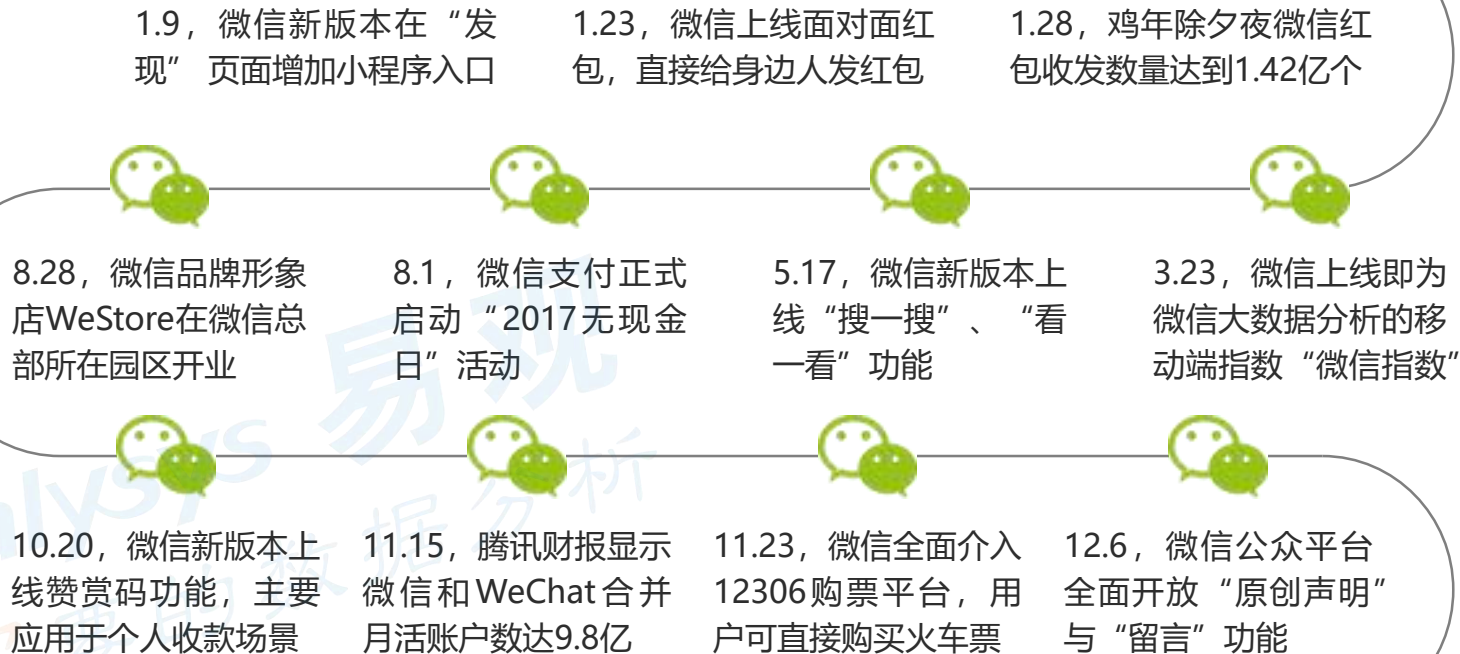 1.9，微信新版本在“发
现” 页面增加小程序入口
1.23，微信上线面对面红
包，直接给身边人发红包
1.28，鸡年除夕夜微信红
包收发数量达到1.42亿个
8.28，微信品牌形象
店WeStore在微信总
部所在园区开业
8.1，微信支付正式
启动“2017无现金
日”活动
5.17，微信新版本上
线“搜一搜”、“看
一看”功能
3.23，微信上线即为
微信大数据分析的移
动端指数“微信指数”
10.20，微信新版本上
线赞赏码功能，主要
应用于个人收款场景
11.15，腾讯财报显示
微信和WeChat合并
月活账户数达9.8亿
11.23，微信全面介入
12306购票平台，用
户可直接购买火车票
12.6，微信公众平台
全面开放“原创声明”
与“留言”功能
nalysys 易观
要的数据分析